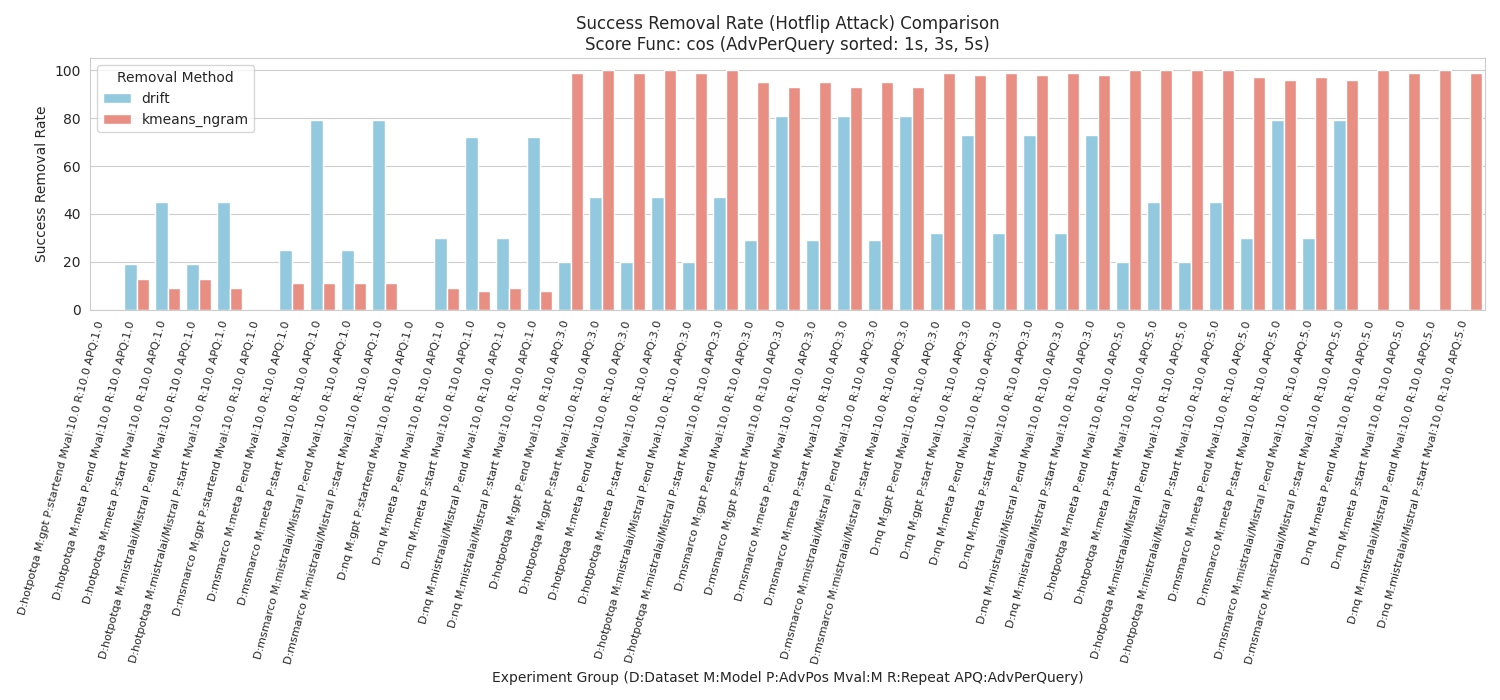 Success Removal Rate (Hotflip Attack) Comparison
Score Func: cos (AdvPerQuery sorted: 1s, 3s, 5s)
Removal Method
drift
kmeans_ngram
Success Removal Rate
100
80
60
40
20
0
D:hotpotqa M:gpt P:startend Mval:10.0 R:10.0 APQ:1.0
D:hotpotqa M:meta P:end Mval:10.0 R:10.0 APQ:1.0
D:hotpotqa M:meta P:start Mval:10.0 R:10.0 APQ:1.0
D:hotpotqa M:mistralai/Mistral P:end Mval:10.0 R:10.0 APQ:1.0
D:hotpotqa M:mistralai/Mistral P:start Mval:10.0 R:10.0 APQ:1.0
D:msmarco M:gpt P:startend Mval:10.0 R:10.0 APQ:1.0
D:msmarco M:meta P:end Mval:10.0 R:10.0 APQ:1.0
D:msmarco M:meta P:start Mval:10.0 R:10.0 APQ:1.0
D:msmarco M:mistralai/Mistral P:end Mval:10.0 R:10.0 APQ:1.0
D:msmarco M:mistralai/Mistral P:start Mval:10.0 R:10.0 APQ:1.0
D:nq M:gpt P:startend Mval:10.0 R:10.0 APQ:1.0
D:nq M:meta P:end Mval:10.0 R:10.0 APQ:1.0
D:nq M:meta P:start Mval:10.0 R:10.0 APQ:1.0
D:nq M:mistralai/Mistral P:end Mval:10.0 R:10.0 APQ:1.0
D:nq M:mistralai/Mistral P:start Mval:10.0 R:10.0 APQ:1.0
D:hotpotqa M:gpt P:end Mval:10.0 R:10.0 APQ:3.0
D:hotpotqa M:gpt P:start Mval:10.0 R:10.0 APQ:3.0
D:hotpotqa M:meta P:end Mval:10.0 R:10.0 APQ:3.0
D:hotpotqa M:meta P:start Mval:10.0 R:10.0 APQ:3.0
D:hotpotqa M:mistralai/Mistral P:end Mval:10.0 R:10.0 APQ:3.0
D:hotpotqa M:mistralai/Mistral P:start Mval:10.0 R:10.0 APQ:3.0
D:msmarco M:gpt P:end Mval:10.0 R:10.0 APQ:3.0
D:msmarco M:gpt P:start Mval:10.0 R:10.0 APQ:3.0
D:msmarco M:meta P:end Mval:10.0 R:10.0 APQ:3.0
D:msmarco M:meta P:start Mval:10.0 R:10.0 APQ:3.0
D:msmarco M:mistralai/Mistral P:end Mval:10.0 R:10.0 APQ:3.0
D:msmarco M:mistralai/Mistral P:start Mval:10.0 R:10.0 APQ:3.0
D:nq M:gpt P:end Mval:10.0 R:10.0 APQ:3.0
D:nq M:gpt P:start Mval:10.0 R:10.0 APQ:3.0
D:nq M:meta P:end Mval:10.0 R:10.0 APQ:3.0
D:nq M:meta P:start Mval:10.0 R:10.0 APQ:3.0
D:nq M:mistralai/Mistral P:end Mval:10.0 R:10.0 APQ:3.0
D:nq M:mistralai/Mistral P:start Mval:10.0 R:10.0 APQ:3.0
D:hotpotqa M:meta P:end Mval:10.0 R:10.0 APQ:5.0
D:hotpotqa M:meta P:start Mval:10.0 R:10.0 APQ:5.0
D:hotpotqa M:mistralai/Mistral P:end Mval:10.0 R:10.0 APQ:5.0
D:hotpotqa M:mistralai/Mistral P:start Mval:10.0 R:10.0 APQ:5.0
D:msmarco M:meta P:end Mval:10.0 R:10.0 APQ:5.0
D:msmarco M:meta P:start Mval:10.0 R:10.0 APQ:5.0
D:msmarco M:mistralai/Mistral P:end Mval:10.0 R:10.0 APQ:5.0
D:msmarco M:mistralai/Mistral P:start Mval:10.0 R:10.0 APQ:5.0
D:nq M:meta P:end Mval:10.0 R:10.0 APQ:5.0
D:nq M:meta P:start Mval:10.0 R:10.0 APQ:5.0
D:nq M:mistralai/Mistral P:end Mval:10.0 R:10.0 APQ:5.0
D:nq M:mistralai/Mistral P:start Mval:10.0 R:10.0 APQ:5.0
Experiment Group (D:Dataset M:Model P:AdvPos Mval:M R:Repeat APQ:AdvPerQuery)